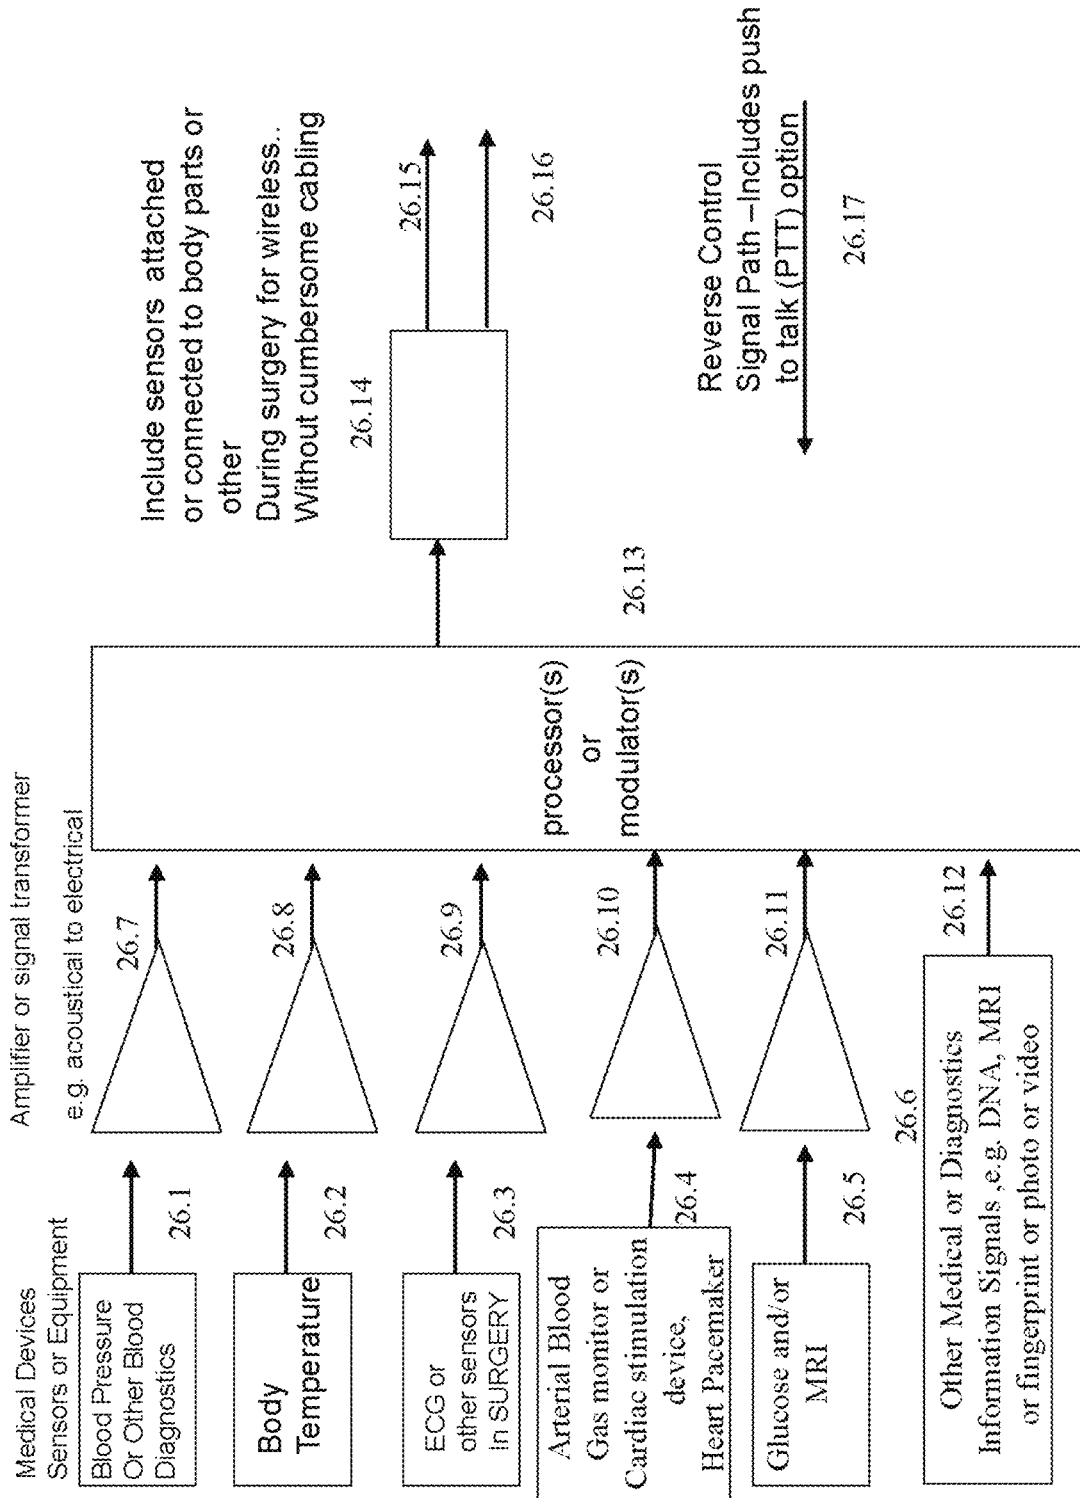 Medical Devices
Sensors or Equipment
Amplifier or signal transformer
e.g. acoustical to electrical
Blood Pressure
Or Other Blood
Diagnostics
26.1
26.7
Body
Temperature
26.2
26.8
ECG or
other sensors
In SURGERY
26.3
26.9
Arterial Blood
Gas monitor or
Cardiac stimulation
device,
Heart Pacemaker
26.4
26.10
Glucose and/or
MRI
26.5
26.11
26.6
Other Medical or Diagnostics
Information Signals ,e.g. DNA, MRI
or fingerprint or photo or video
26.12
processor(s)
or
modulator(s)
26.13
Include sensors attached
or connected to body parts or
other
During surgery for wireless..
Without cumbersome cabling
26.14
26.15
26.16
Reverse Control
Signal Path –Includes push
to talk (PTT) option
26.17